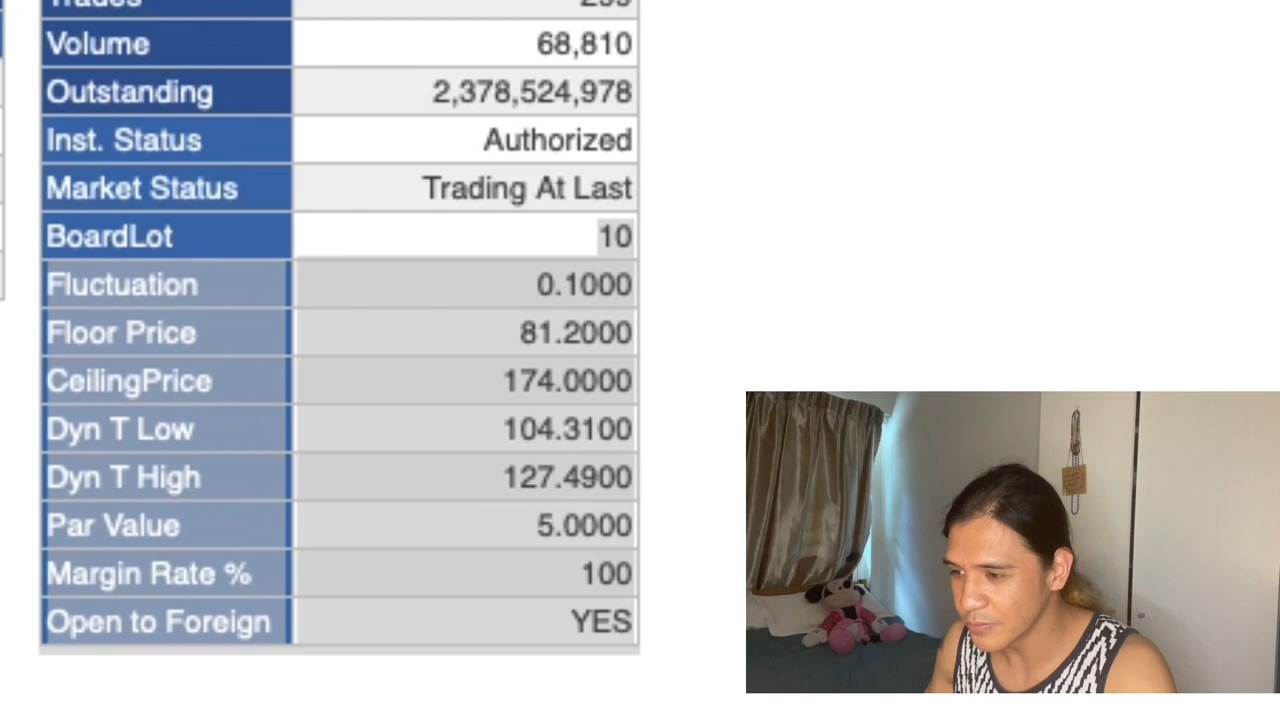 Trades
Volume 68,810
Outstanding 2,378,524,978
Inst. Status Authorized
Market Status Trading At Last
BoardLot 10
Fluctuation 0.1000
Floor Price 81.2000
CeilingPrice 174.0000
Dyn T Low 104.3100
Dyn T High 127.4900
Par Value 5.0000
Margin Rate % 100
Open to Foreign YES